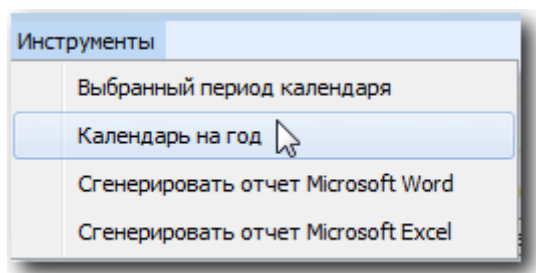 Инструменты
Выбранный период календаря
Календарь на год
Сгенерировать отчет Microsoft Word
Сгенерировать отчет Microsoft Excel